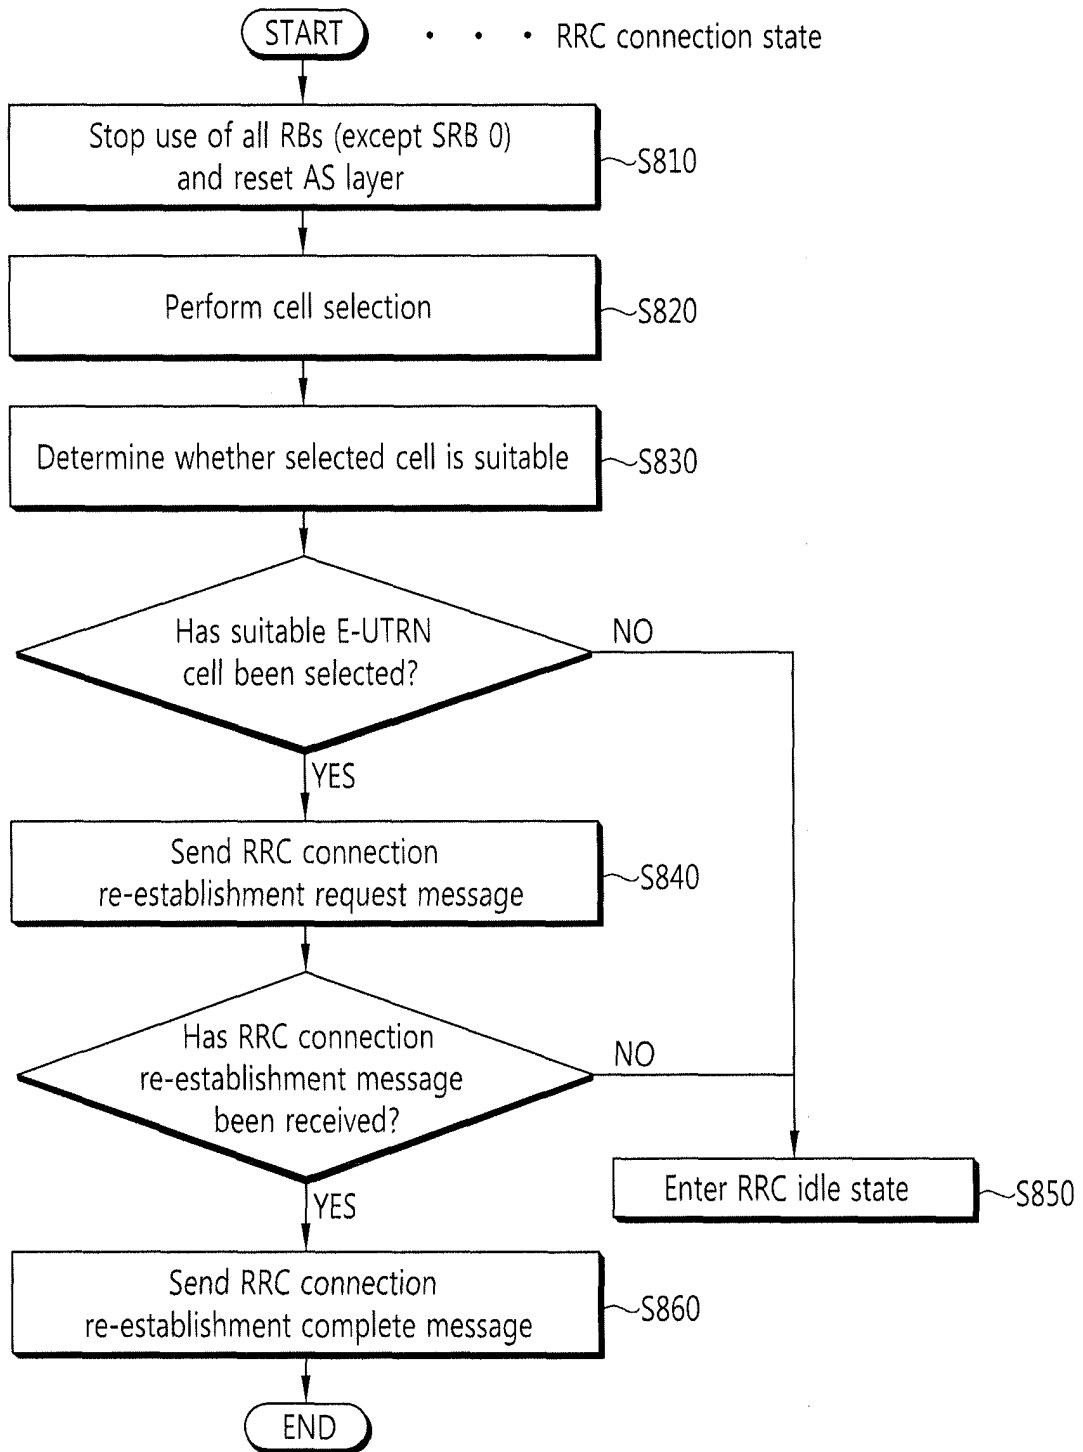 START
· · · RRC connection state
Stop use of all RBs (except SRB 0)
and reset AS layer
S810
Perform cell selection
S820
Determine whether selected cell is suitable
S830
Has suitable E-UTRN
cell been selected?
NO
YES
Send RRC connection
re-establishment request message
S840
Has RRC connection
re-establishment message
been received?
NO
Enter RRC idle state
S850
YES
Send RRC connection
re-establishment complete message
S860
END